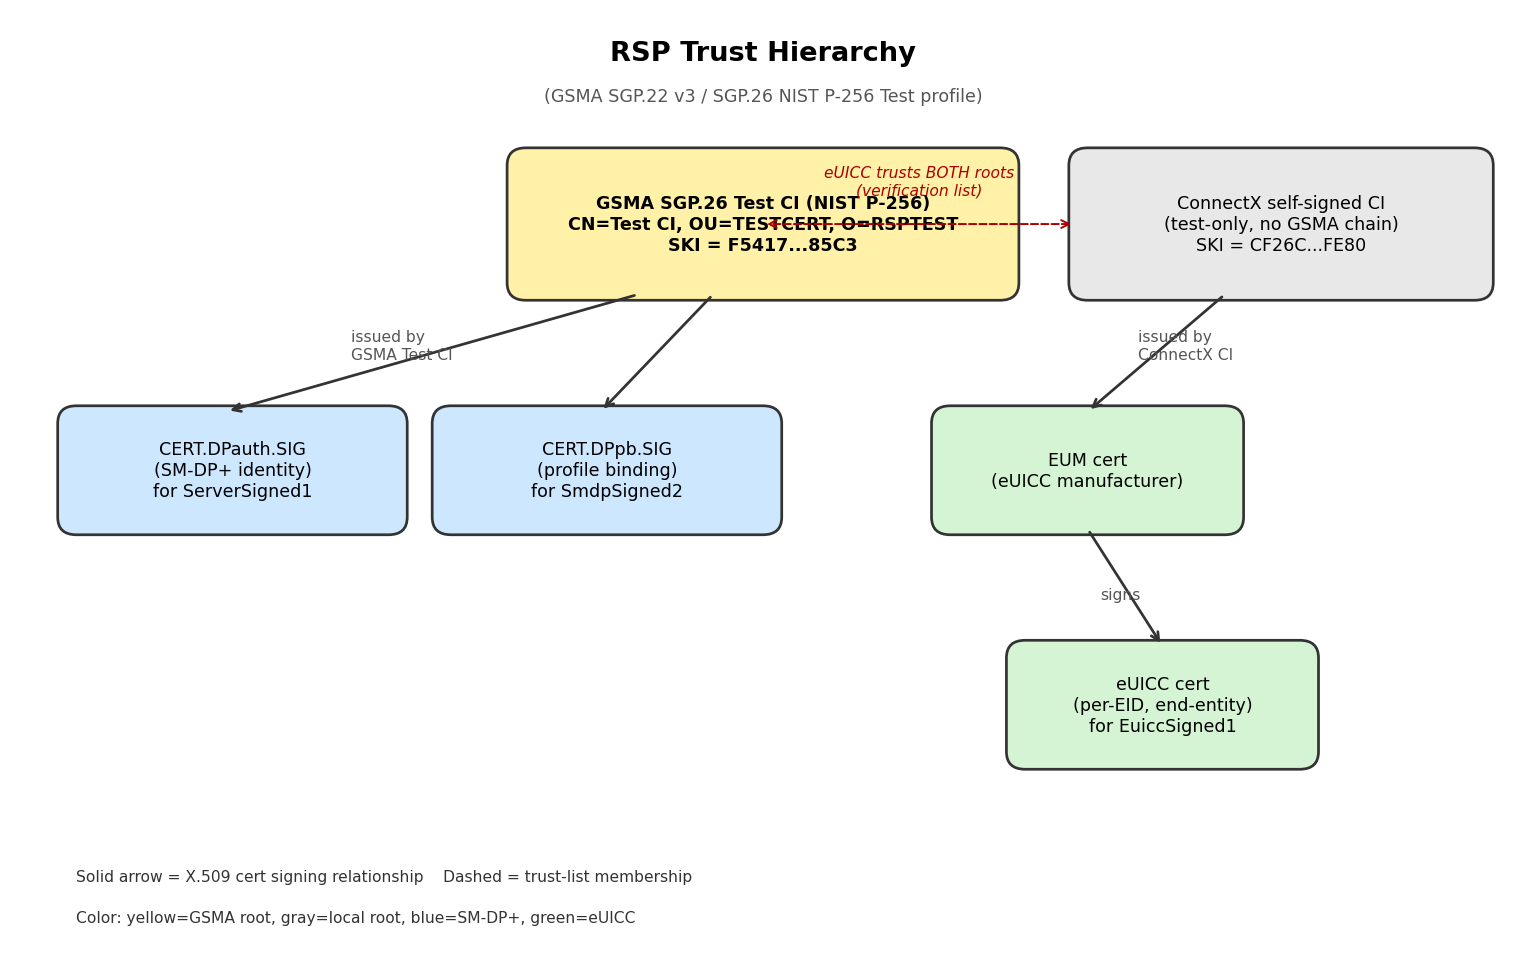 RSP Trust Hierarchy
(GSMA SGP.22 v3 / SGP.26 NIST P-256 Test profile)
eUICC trusts BOTH roots
(verification list)
GSMA SGP.26 Test CI (NIST P-256)
CN=Test CI, OU=TESTCERT, O=RSPTEST
SKI = F5417...85C3
ConnectX self-signed CI
(test-only, no GSMA chain)
SKI = CF26C...FE80
issued by
GSMA Test CI
issued by
ConnectX CI
CERT.DPauth.SIG
(SM-DP+ identity)
for ServerSigned1
CERT.DPpb.SIG
(profile binding)
for SmdpSigned2
EUM cert
(eUICC manufacturer)
signs
eUICC cert
(per-EID, end-entity)
for EuiccSigned1
Solid arrow = X.509 cert signing relationship    Dashed = trust-list membership
Color: yellow=GSMA root, gray=local root, blue=SM-DP+, green=eUICC